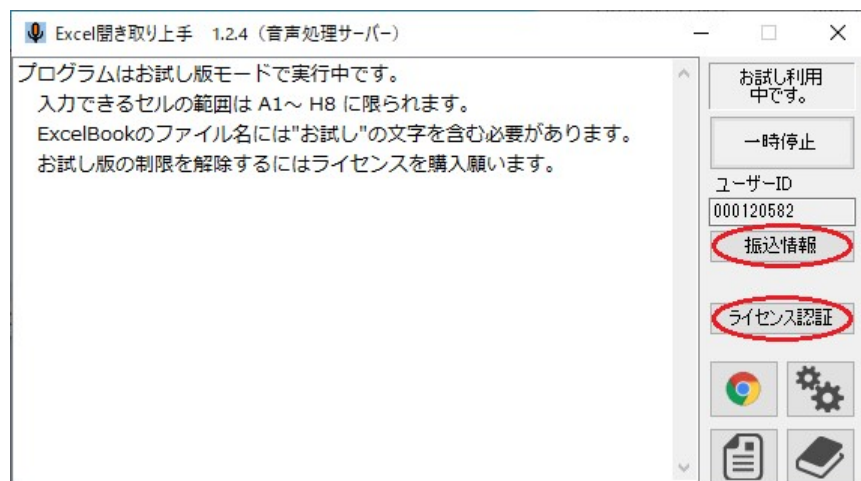 Excel聞き取り上手 1.2.4（音声処理サーバー）
プログラムはお試し版モードで実行中です。
入力できるセルの範囲は A1～ H8 に限られます。
ExcelBookのファイル名には"お試し"の文字を含む必要があります。
お試し版の制限を解除するにはライセンスを購入願います。
お試し利用
中です。
一時停止
ユーザーID
000120582
振込情報
ライセンス認証